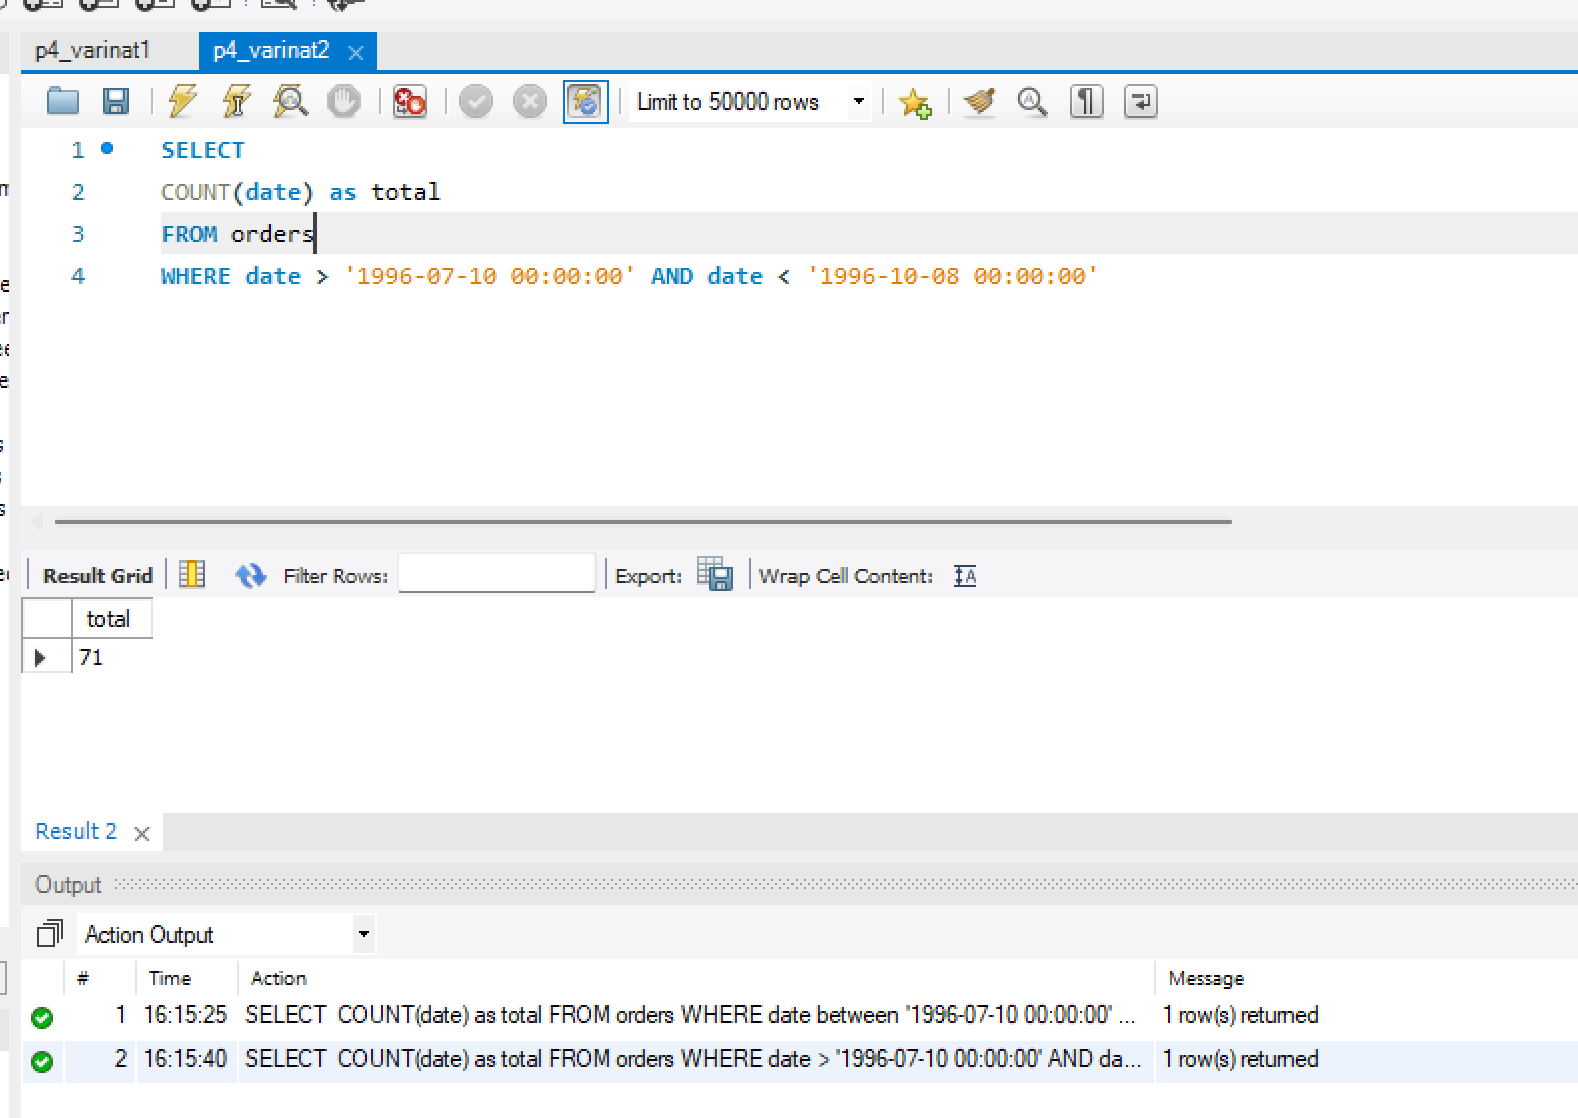 p4_varinat1
p4_varinat2
Limit to 50000 rows
1 SELECT
2 COUNT(date) as total
3 FROM orders
4 WHERE date > '1996-07-10 00:00:00' AND date < '1996-10-08 00:00:00'
Result Grid Filter Rows: Export: Wrap Cell Content:
total
71
Result 2
Output
Action Output
# Time Action Message
1 16:15:25 SELECT COUNT(date) as total FROM orders WHERE date between '1996-07-10 00:00:00' ... 1 row(s) returned
2 16:15:40 SELECT COUNT(date) as total FROM orders WHERE date > '1996-07-10 00:00:00' AND da... 1 row(s) returned